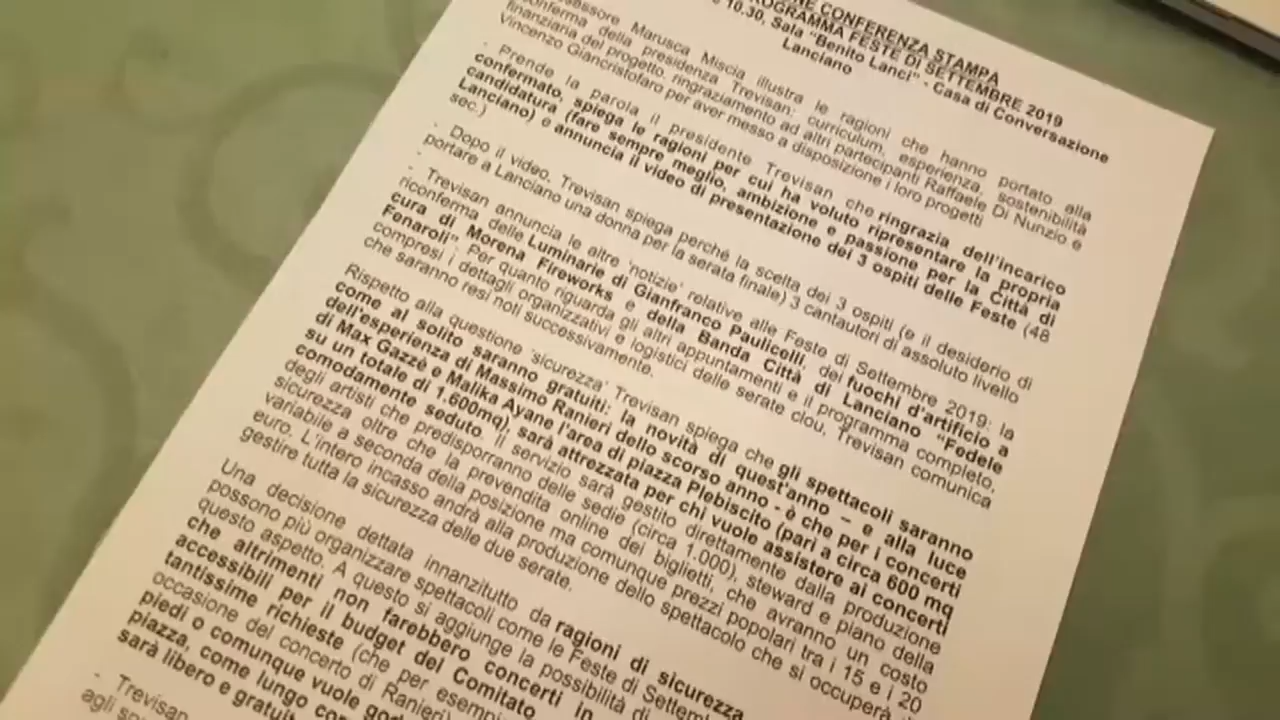 NE CONFERENZA STAMPA
PROGRAMMA FESTE DI SETTEMBRE 2019
10.30, Sala "Benito Lanci" - Casa di Conversazione
Lanciano
Marusca Miscia illustra le ragioni che hanno portato alla
conferma della presidenza Trevisan: curriculum, esperienza, sostenibilità
finanziaria del progetto, ringraziamento ad altri partecipanti Raffaele Di Nunzio e
Vincenzo Giancristofaro per aver messo a disposizione i loro progetti
- Prende la parola il presidente Trevisan che ringrazia dell'incarico
confermato, spiega le ragioni per cui ha voluto ripresentare la propria
candidatura (fare sempre meglio, ambizione e passione per la Città di
Lanciano) e annuncia il video di presentazione dei 3 ospiti delle Feste (48
sec.)
- Dopo il video, Trevisan spiega perché la scelta dei 3 ospiti (e il desiderio di
portare a Lanciano una donna per la serata finale) 3 cantautori di assoluto livello
- Trevisan annuncia le altre 'notizie' relative alle Feste di Settembre 2019: la
riconferma delle Luminarie di Gianfranco Paulicelli, dei fuochi d'artificio a
cura di Morena Fireworks e della Banda Città di Lanciano "Fedele
Fenaroli". Per quanto riguarda gli altri appuntamenti e il programma completo,
compresi i dettagli organizzativi e logistici delle serate clou, Trevisan comunica
che saranno resi noti successivamente.
Rispetto alla questione 'sicurezza' Trevisan spiega che gli spettacoli saranno
come al solito saranno gratuiti: la novità di quest'anno – e alla luce
dell'esperienza di Massimo Ranieri dello scorso anno - è che per i concerti
di Max Gazzè e Malika Ayane l'area di piazza Plebiscito (pari a circa 600 mq
su un totale di 1.600mq) sarà attrezzata per chi vuole assistere ai concerti
comodamente seduto. Il servizio sarà gestito direttamente dalla produzione
degli artisti che predisporranno delle sedie (circa 1.000), steward e piano della
sicurezza oltre che la prevendita online dei biglietti, che avranno un costo
variabile a seconda della posizione ma comunque prezzi popolari tra i 15 e i 20
euro. L'intero incasso andrà alla produzione dello spettacolo che si occuperà
gestire tutta la sicurezza delle due serate.
Una decisione dettata innanzitutto da ragioni di sicurezza
possono più organizzare spettacoli come le Feste di
questo aspetto. A questo si aggiunge la possibilità di
che altrimenti non farebbero concerti in
accessibili per il budget del Comitato
tantissime richieste (che per
occasione del concerto di Ranieri)
piedi o comunque vuole
piazza, come lungo
sarà libero e
- Trevisan
agli